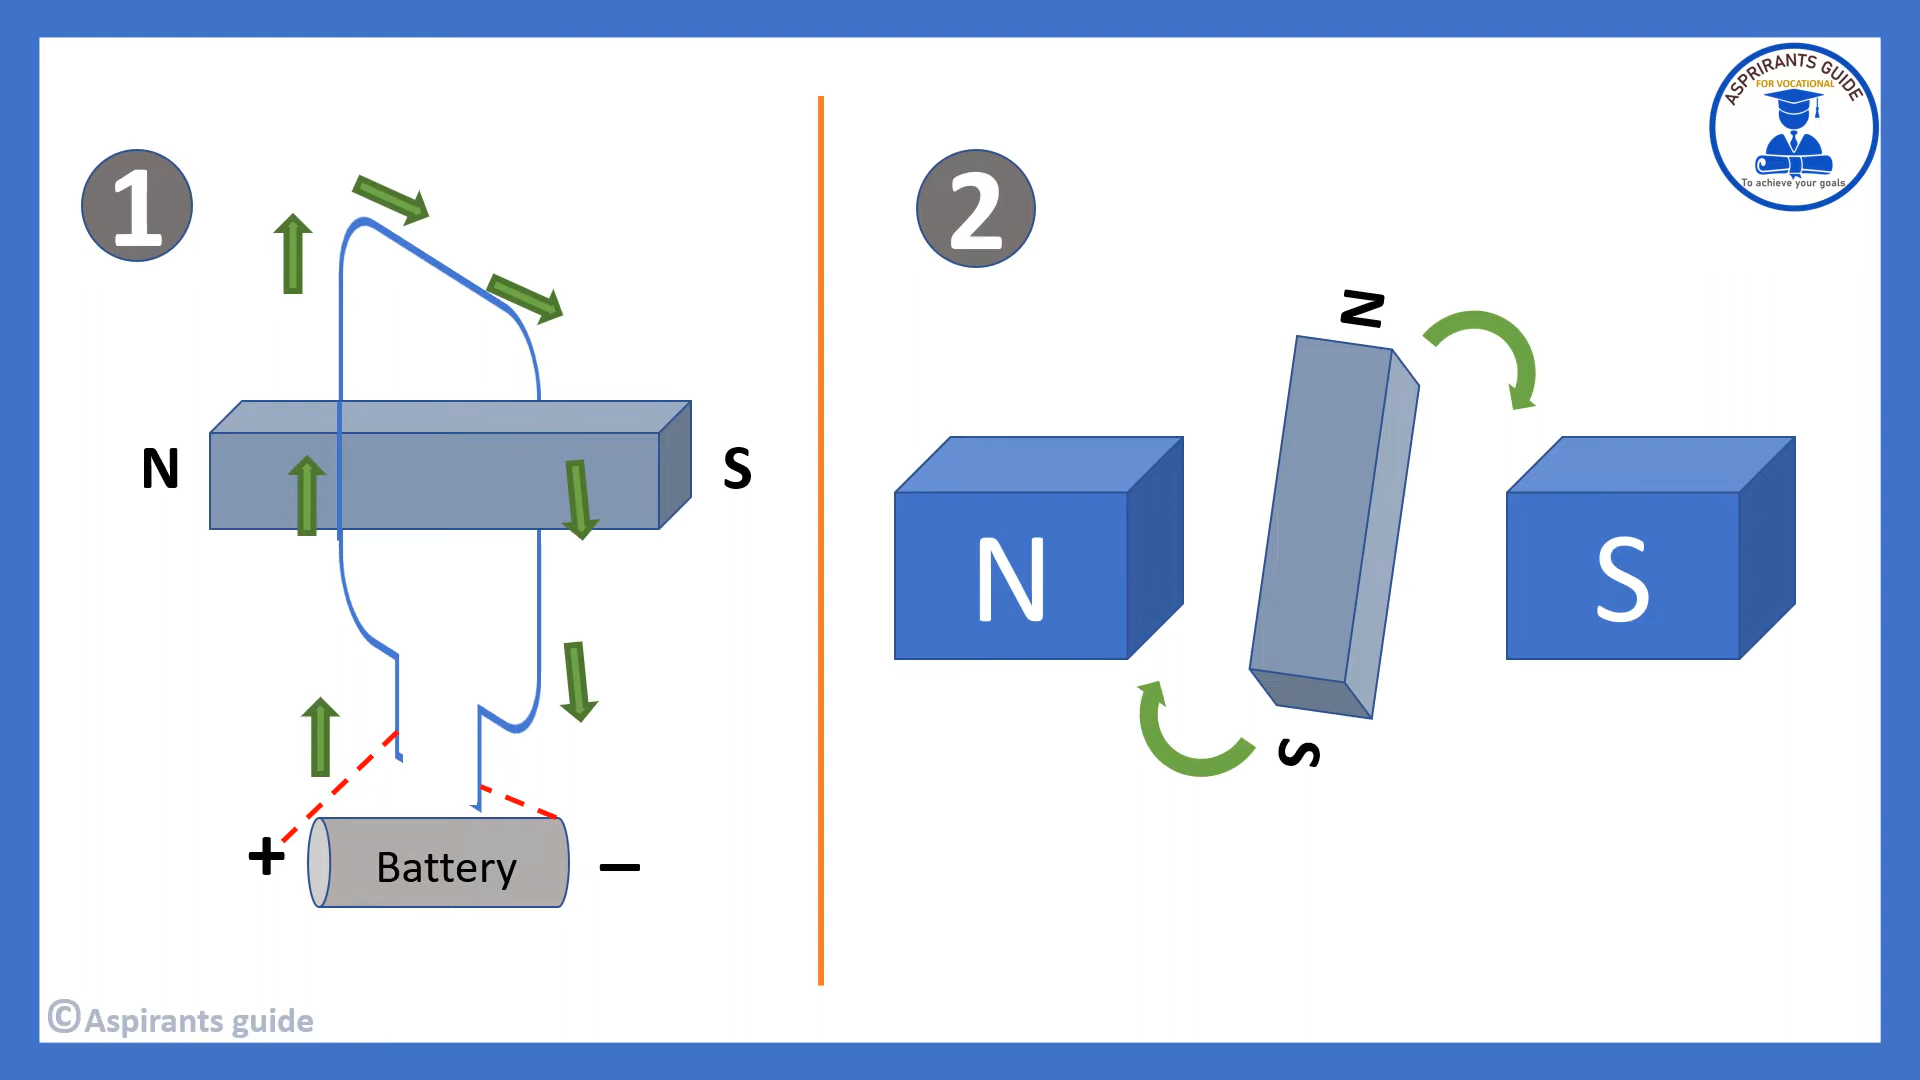 ASPRIRANTS GUIDE
FOR VOCATIONAL
To achieve your goals
1
2
N
N
S
N
S
S
+
Battery
–
©Aspirants guide